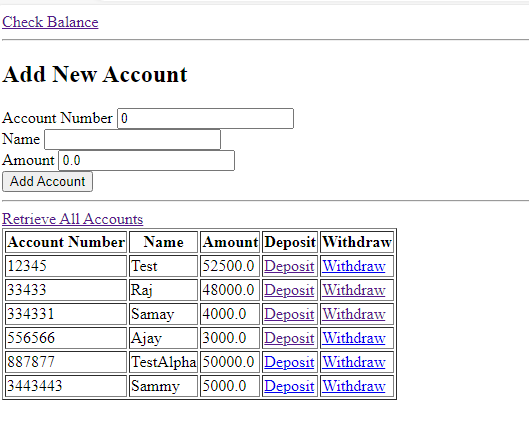 Check Balance
Add New Account
Account Number 0
Name
Amount 0.0
Add Account
Retrieve All Accounts
Account Number Name Amount Deposit Withdraw
12345 Test 52500.0 Deposit Withdraw
33433 Raj 48000.0 Deposit Withdraw
334331 Samay 4000.0 Deposit Withdraw
556566 Ajay 3000.0 Deposit Withdraw
887877 TestAlpha 50000.0 Deposit Withdraw
3443443 Sammy 5000.0 Deposit Withdraw